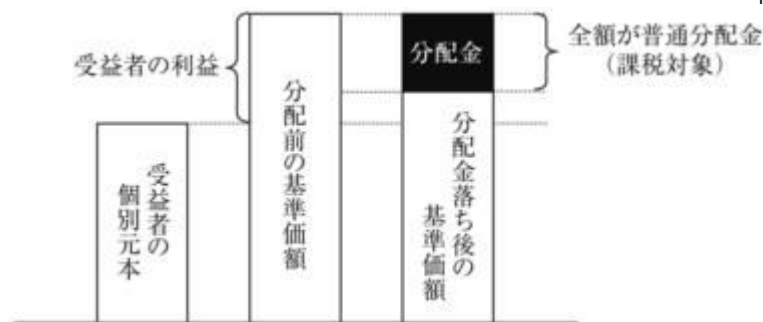 受益者の利益
受益者の
個別元本
分配前の基準価額
分配金
分配金落ち後の
基準価額
全額が普通分配金
（課税対象）